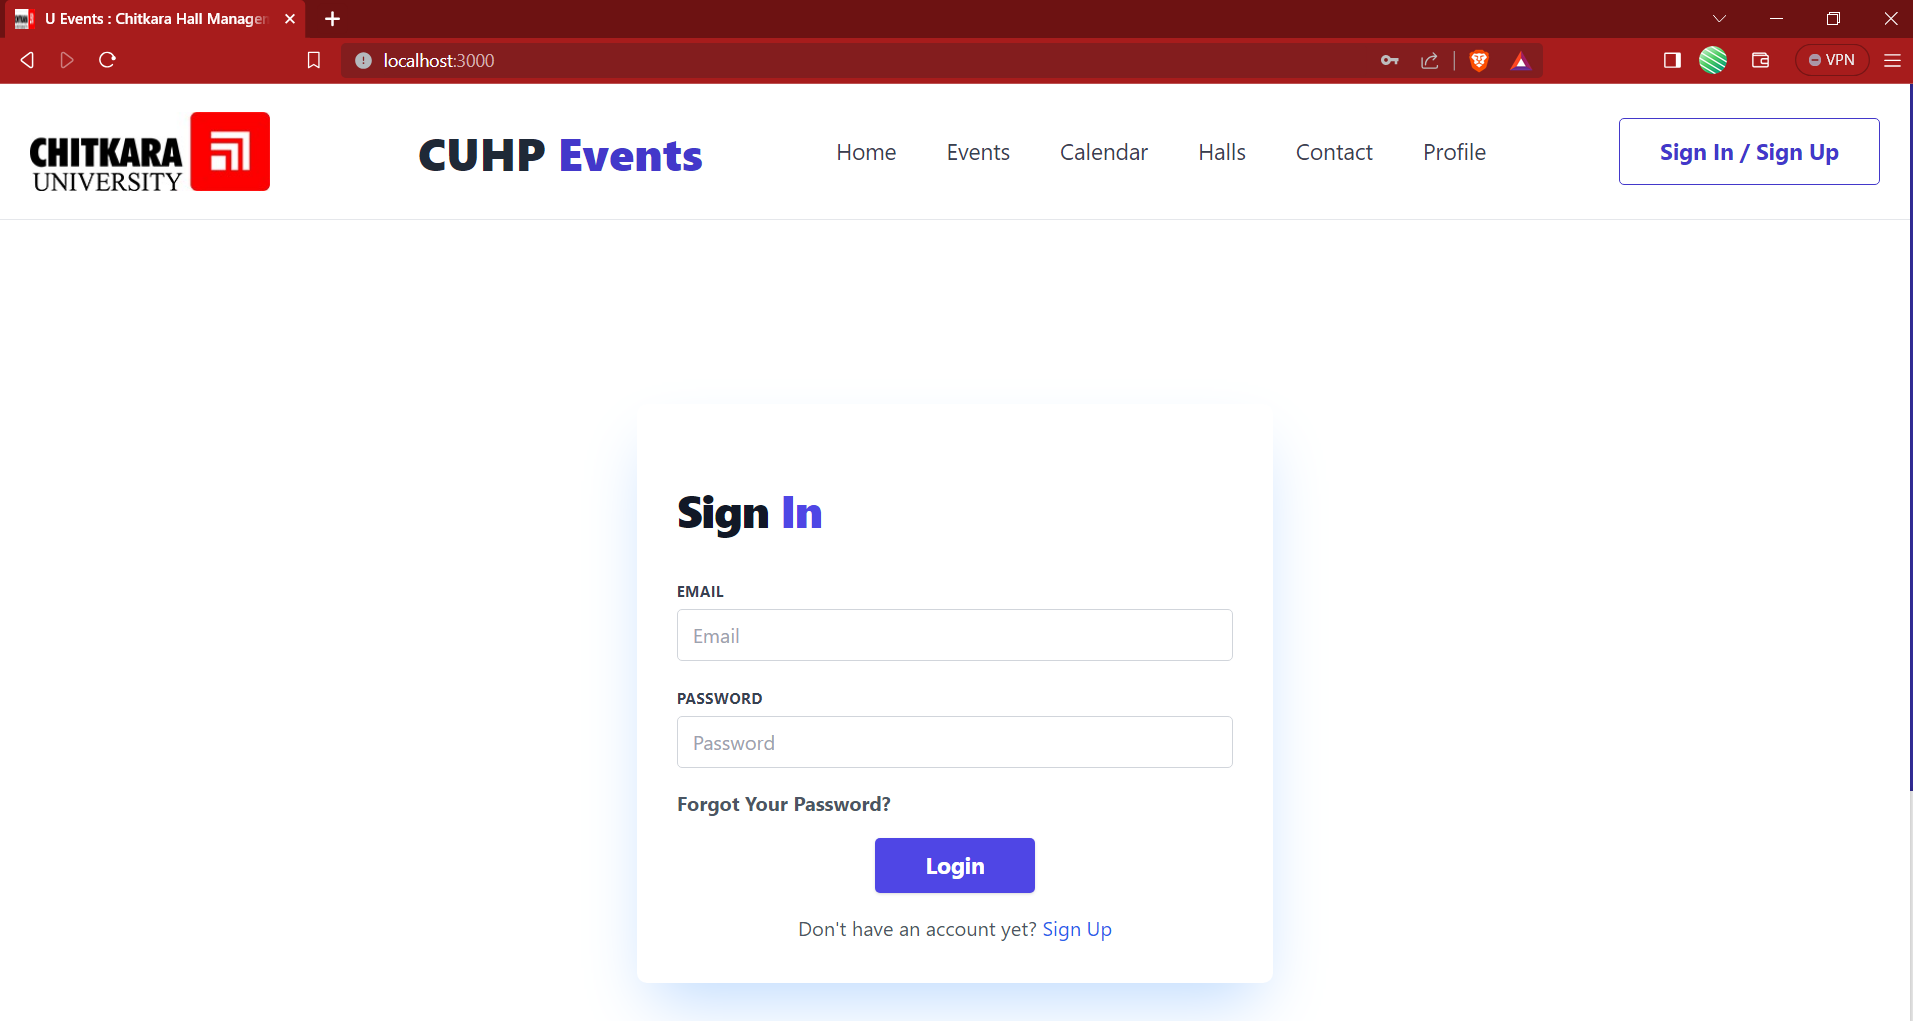 U Events : Chitkara Hall Managem
localhost:3000
VPN
CHITKARA
UNIVERSITY
CUHP Events
Home Events Calendar Halls Contact Profile
Sign In / Sign Up
Sign In
EMAIL
Email
PASSWORD
Password
Forgot Your Password?
Login
Don't have an account yet? Sign Up